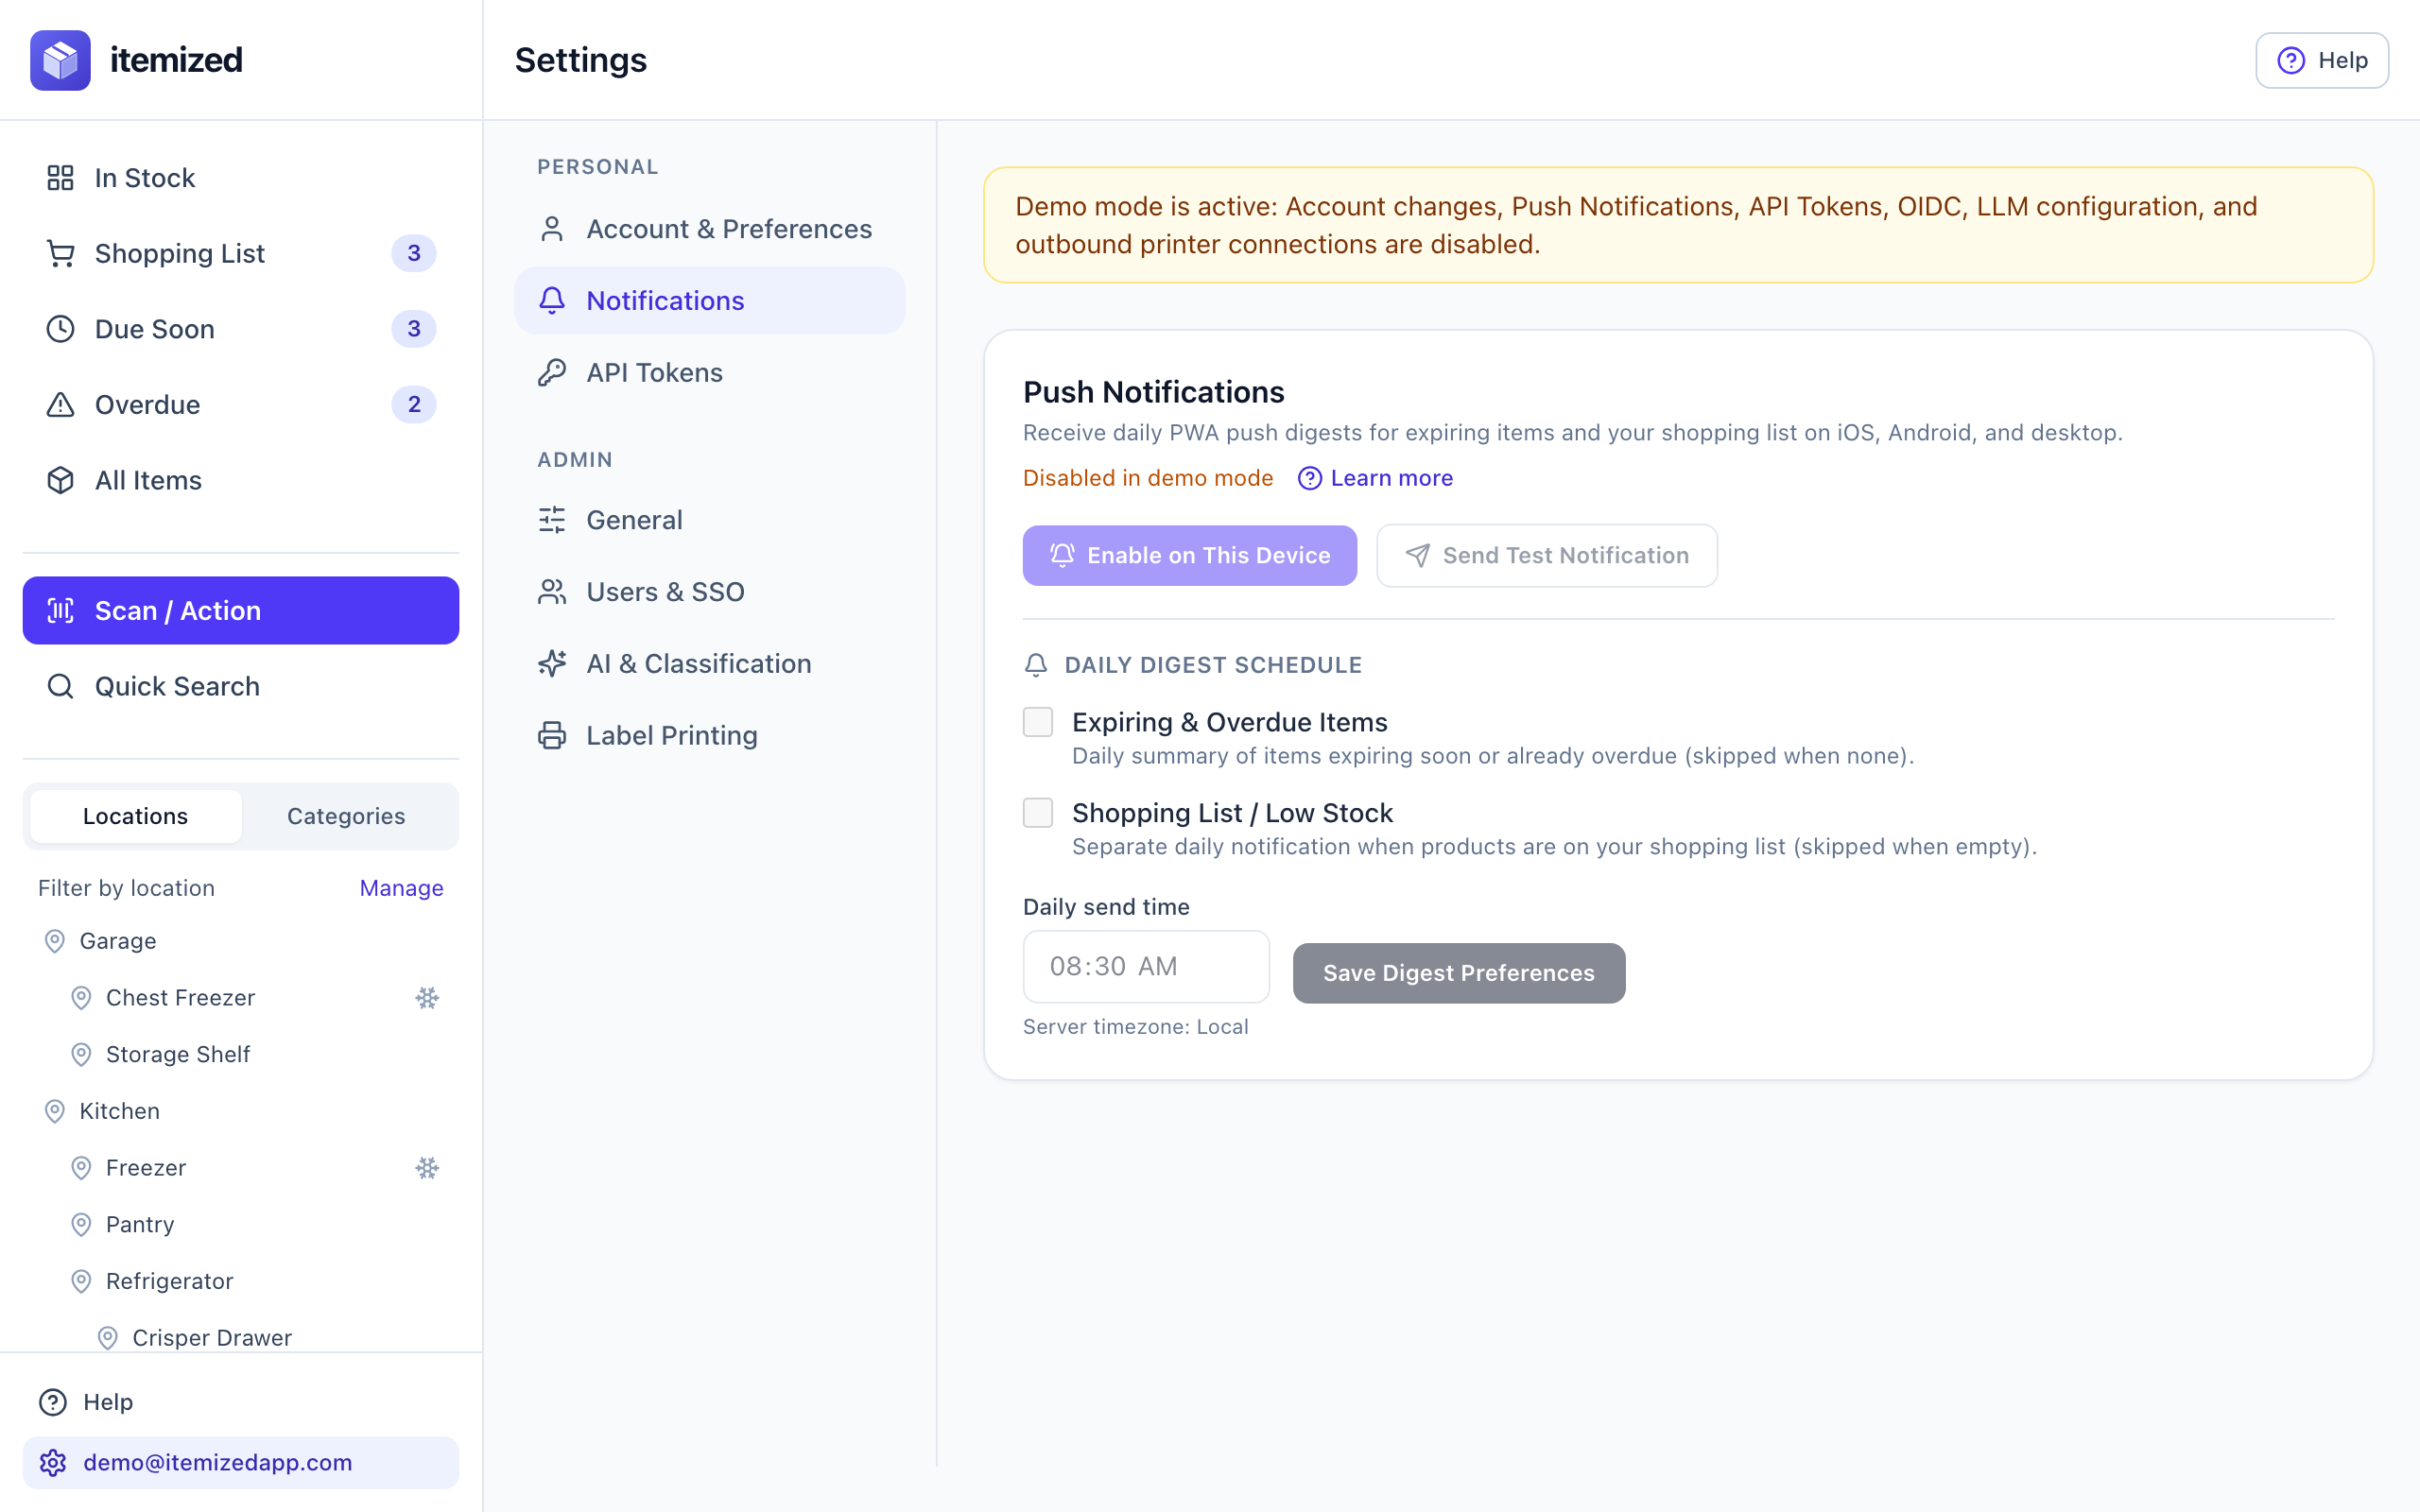 itemized
Settings
Help
In Stock
Shopping List
3
Due Soon
3
Overdue
2
All Items
Scan / Action
Quick Search
Locations
Categories
Filter by location
Manage
Garage
Chest Freezer
Storage Shelf
Kitchen
Freezer
Pantry
Refrigerator
Crisper Drawer
Help
demo@itemizedapp.com
PERSONAL
Account & Preferences
Notifications
API Tokens
ADMIN
General
Users & SSO
AI & Classification
Label Printing
Demo mode is active: Account changes, Push Notifications, API Tokens, OIDC, LLM configuration, and
outbound printer connections are disabled.
Push Notifications
Receive daily PWA push digests for expiring items and your shopping list on iOS, Android, and desktop.
Disabled in demo mode
Learn more
Enable on This Device
Send Test Notification
DAILY DIGEST SCHEDULE
Expiring & Overdue Items
Daily summary of items expiring soon or already overdue (skipped when none).
Shopping List / Low Stock
Separate daily notification when products are on your shopping list (skipped when empty).
Daily send time
08:30 AM
Save Digest Preferences
Server timezone: Local